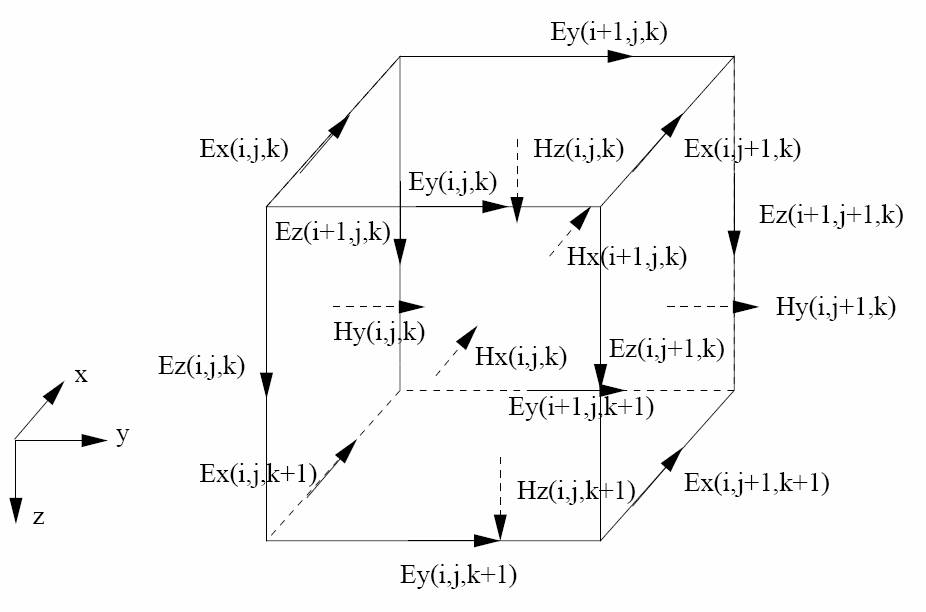 Ey(i+1,j,k)
Ex(i,j,k)
Hz(i,j,k)
Ex(i,j+1,k)
Ey(i,j,k)
Ez(i+1,j,k)
Ez(i+1,j+1,k)
Hx(i+1,j,k)
Hy(i,j,k)
Hy(i,j+1,k)
Ez(i,j,k)
Hx(i,j,k)
Ez(i,j+1,k)
x
Ey(i+1,j,k+1)
y
Ex(i,j,k+1)
Hz(i,j,k+1)
Ex(i,j+1,k+1)
z
Ey(i,j,k+1)